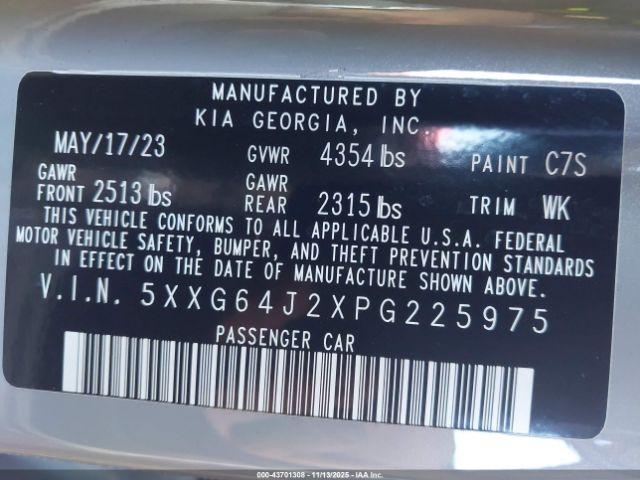 MANUFACTURED BY
KIA GEORGIA, INC.
MAY/17/23 GVWR 4354 lbs PAINT C7S
GAWR FRONT 2513 lbs GAWR REAR 2315 lbs TRIM WK
THIS VEHICLE CONFORMS TO ALL APPLICABLE U.S.A. FEDERAL
MOTOR VEHICLE SAFETY, BUMPER, AND THEFT PREVENTION STANDARDS
IN EFFECT ON THE DATE OF MANUFACTURE SHOWN ABOVE.
V.I.N. 5XXG64J2XPG225975
PASSENGER CAR
000-43701308 - 11/13/2025 - IAA Inc.